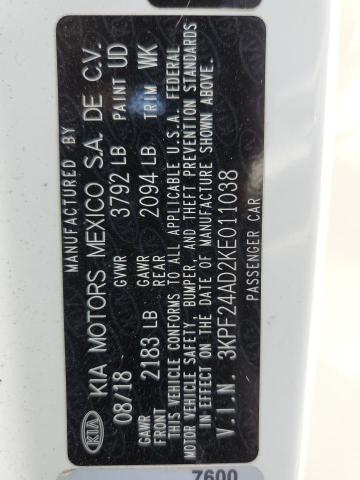 MANUFACTURED BY
KIA KIA MOTORS MEXICO S.A. DE C.V.
08/18 GVWR 3792 LB PAINT UD
GAWR FRONT 2183 LB GAWR REAR 2094 LB TRIM WK
THIS VEHICLE CONFORMS TO ALL APPLICABLE U.S.A. FEDERAL
MOTOR VEHICLE SAFETY, BUMPER, AND THEFT PREVENTION STANDARDS
IN EFFECT ON THE DATE OF MANUFACTURE SHOWN ABOVE.
V.I.N. 3KPF24AD2KE011038
PASSENGER CAR
7600